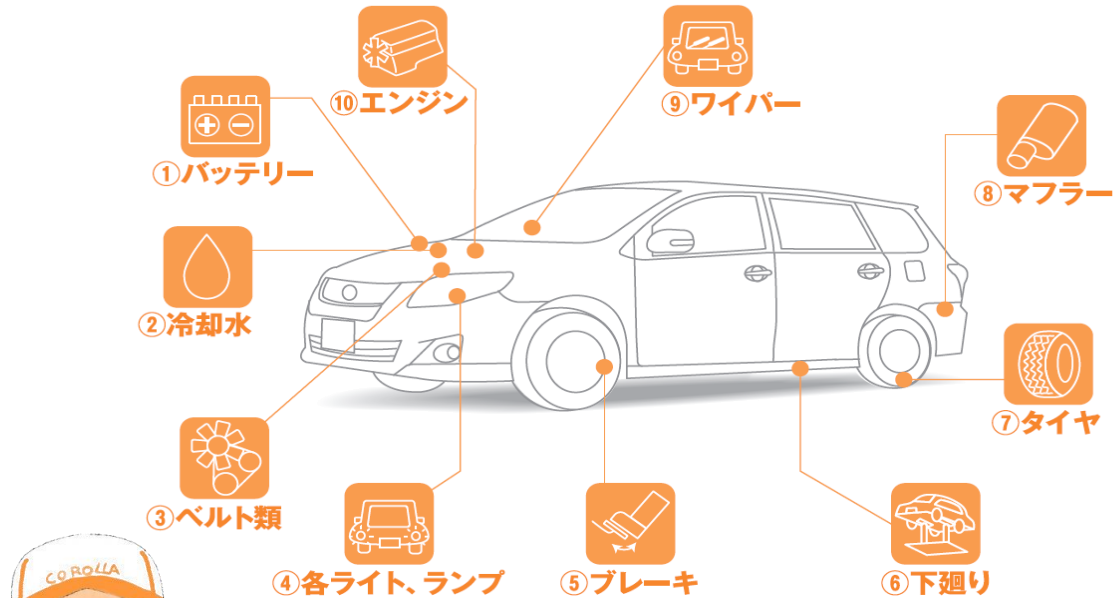 ①バッテリー
②冷却水
③ベルト類
④各ライト、ランプ
⑤ブレーキ
⑥下廻り
⑦タイヤ
⑧マフラー
⑨ワイパー
⑩エンジン
COROLLA